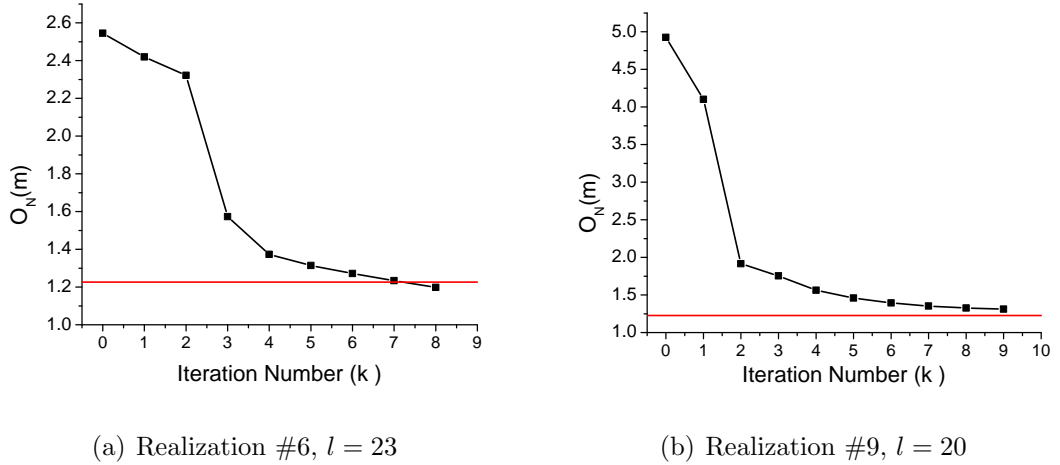 2.6
2.4
2.2
2.0
1.8
1.6
1.4
1.2
1.0
O_N(m)
0 1 2 3 4 5 6 7 8 9
Iteration Number (k )
(a) Realization #6, l = 23
5.0
4.5
4.0
3.5
3.0
2.5
2.0
1.5
1.0
O_N(m)
0 1 2 3 4 5 6 7 8 9 10
Iteration Number (k )
(b) Realization #9, l = 20